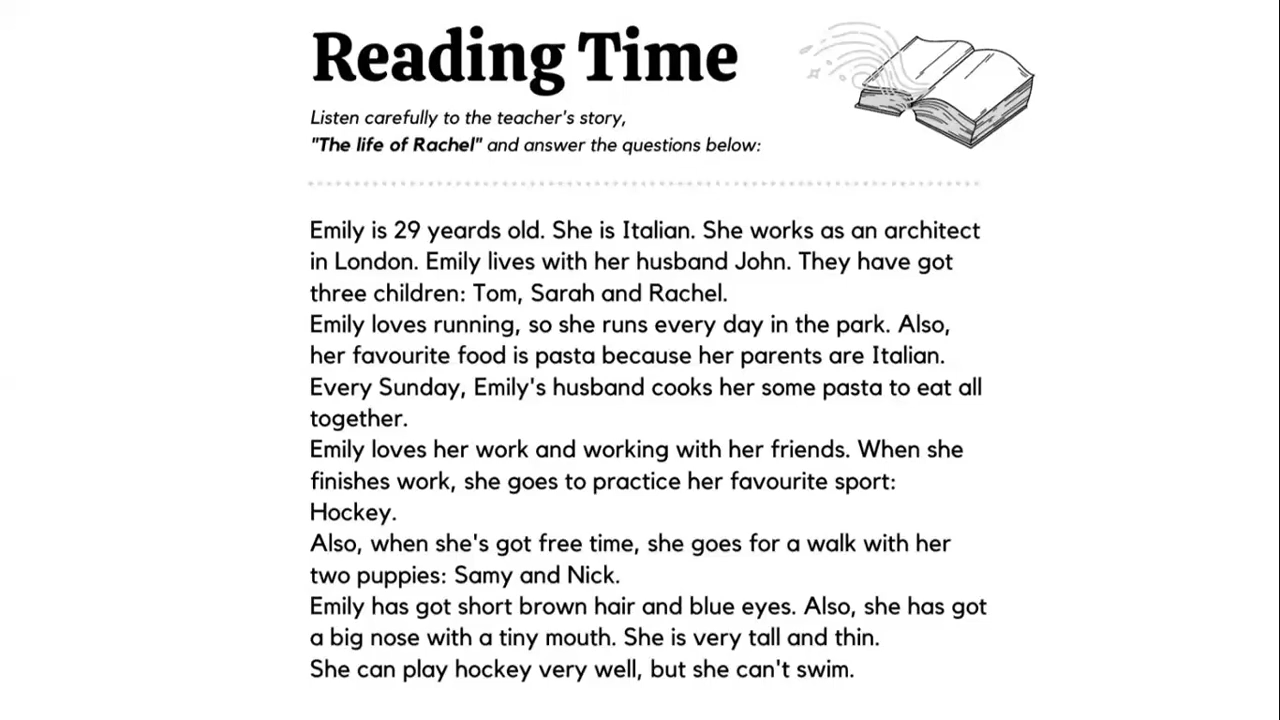 Reading Time
Listen carefully to the teacher's story,
"The life of Rachel" and answer the questions below:
Emily is 29 yeards old. She is Italian. She works as an architect
in London. Emily lives with her husband John. They have got
three children: Tom, Sarah and Rachel.
Emily loves running, so she runs every day in the park. Also,
her favourite food is pasta because her parents are Italian.
Every Sunday, Emily's husband cooks her some pasta to eat all
together.
Emily loves her work and working with her friends. When she
finishes work, she goes to practice her favourite sport:
Hockey.
Also, when she's got free time, she goes for a walk with her
two puppies: Samy and Nick.
Emily has got short brown hair and blue eyes. Also, she has got
a big nose with a tiny mouth. She is very tall and thin.
She can play hockey very well, but she can't swim.